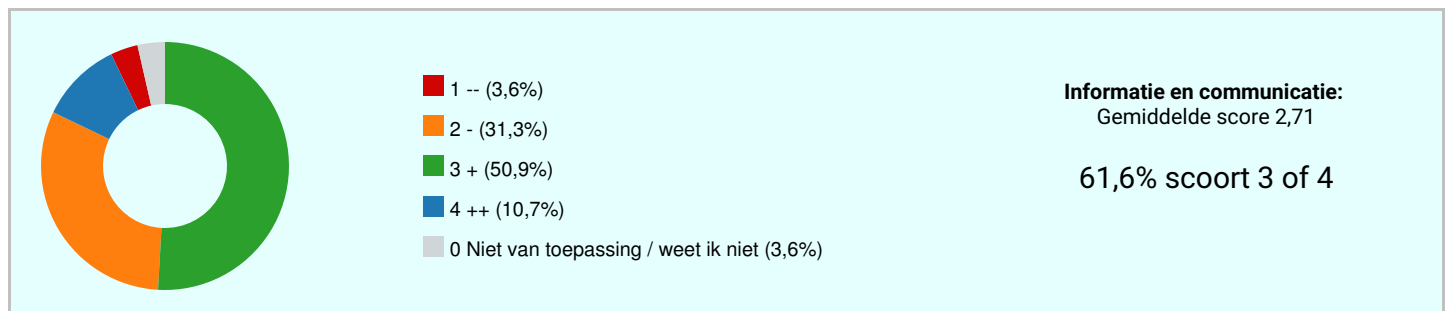 1 -- (3,6%)
2 - (31,3%)
3 + (50,9%)
4 ++ (10,7%)
0 Niet van toepassing / weet ik niet (3,6%)
Informatie en communicatie:
Gemiddelde score 2,71
61,6% scoort 3 of 4